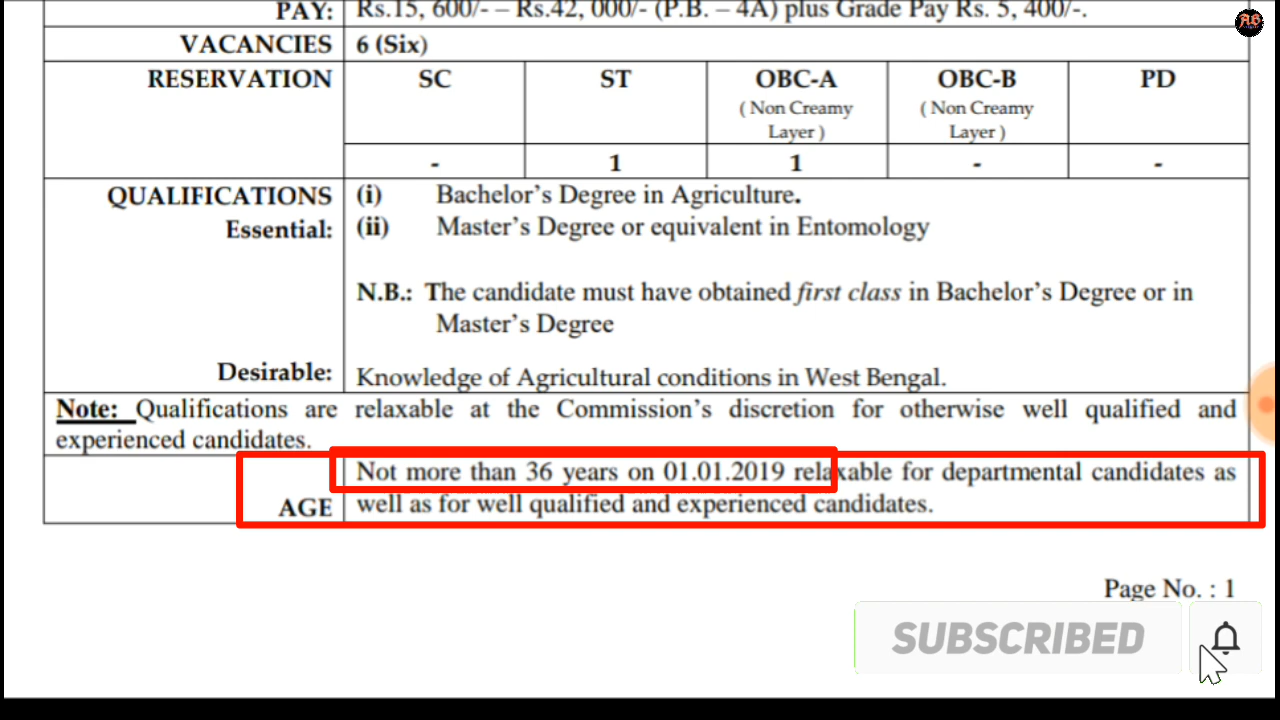 PAY: Rs.15, 600/- – Rs.42, 000/- (P.B. – 4A) plus Grade Pay Rs. 5, 400/-.
VACANCIES 6 (Six)
RESERVATION SC ST OBC-A OBC-B PD
( Non Creamy ( Non Creamy
Layer ) Layer )
- 1 1 - -
QUALIFICATIONS (i) Bachelor's Degree in Agriculture.
Essential: (ii) Master's Degree or equivalent in Entomology
N.B.: The candidate must have obtained first class in Bachelor's Degree or in
Master's Degree
Desirable: Knowledge of Agricultural conditions in West Bengal.
Note: Qualifications are relaxable at the Commission's discretion for otherwise well qualified and
experienced candidates.
Not more than 36 years on 01.01.2019 relaxable for departmental candidates as
AGE well as for well qualified and experienced candidates.
Page No. : 1
SUBSCRIBED
AB